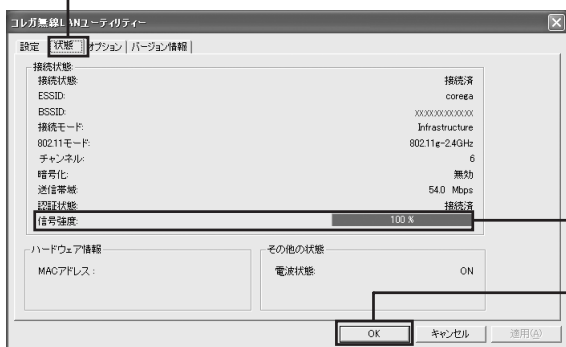 コレガ無線LANユーティリティー
設定 状態 オプション バージョン情報
接続状態
接続状態: 接続済
ESSID: corega
BSSID: xxxxxxxxxxxx
接続モード: Infrastructure
802.11モード: 802.11g-2.4GHz
チャンネル: 6
暗号化: 無効
送信帯域: 54.0 Mbps
認証状態: 接続済
信号強度: 100 %
ハードウェア情報 その他の状態
MACアドレス : 電波状態: ON
OK キャンセル 適用(A)